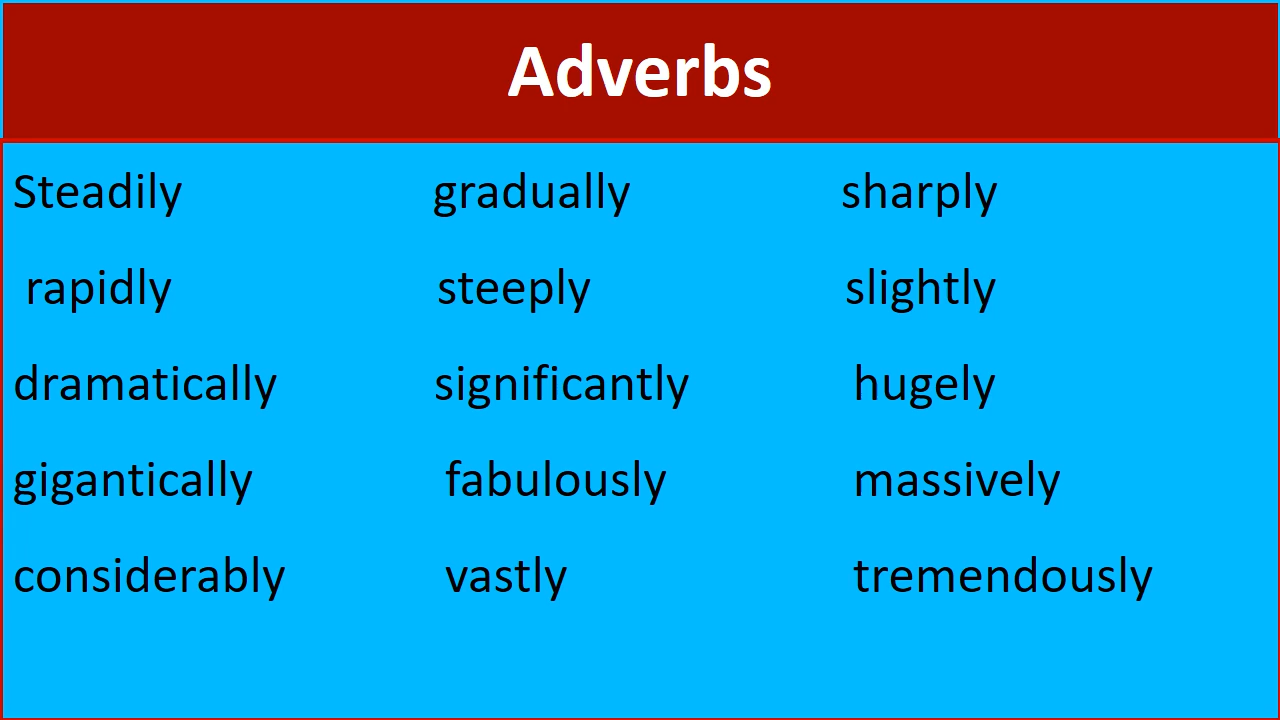 Adverbs
Steadily gradually sharply
rapidly steeply slightly
dramatically significantly hugely
gigantically fabulously massively
considerably vastly tremendously